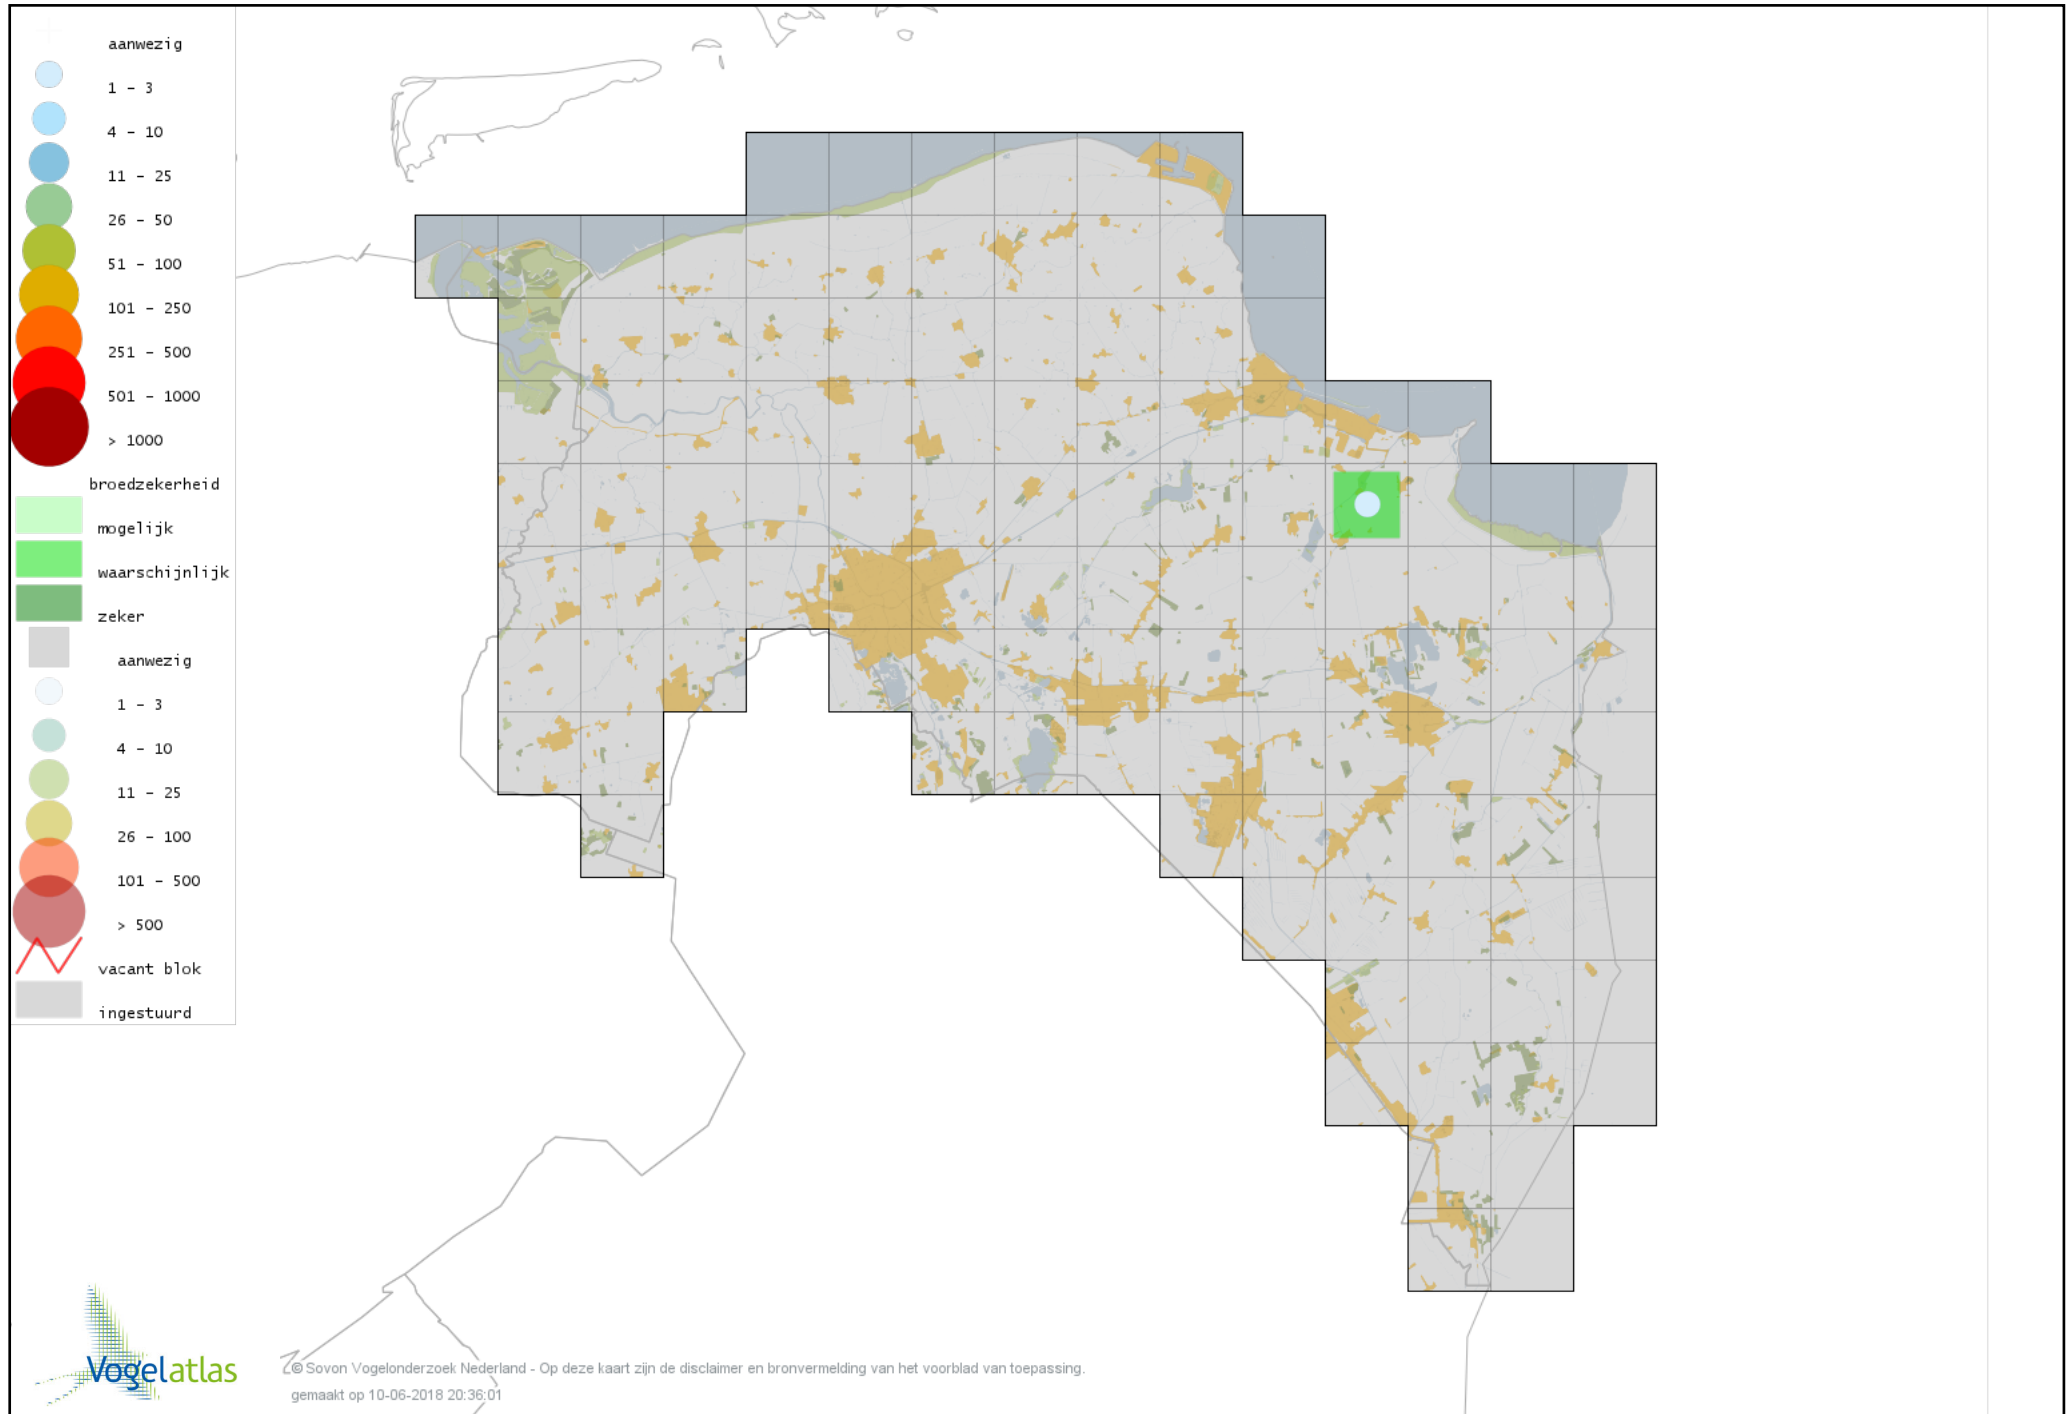 aanwezig
1 - 3
4 - 10
11 - 25
26 - 50
51 - 100
101 - 250
251 - 500
501 - 1000
> 1000
broedzekerheid
mogelijk
waarschijnlijk
zeker
aanwezig
1 - 3
4 - 10
11 - 25
26 - 100
101 - 500
> 500
vacant blok
ingestuurd
Vogelatlas
© Sovon Vogelonderzoek Nederland - Op deze kaart zijn de disclaimer en bronvermelding van het voorblad van toepassing.
gemaakt op 10-06-2018 20:36:01